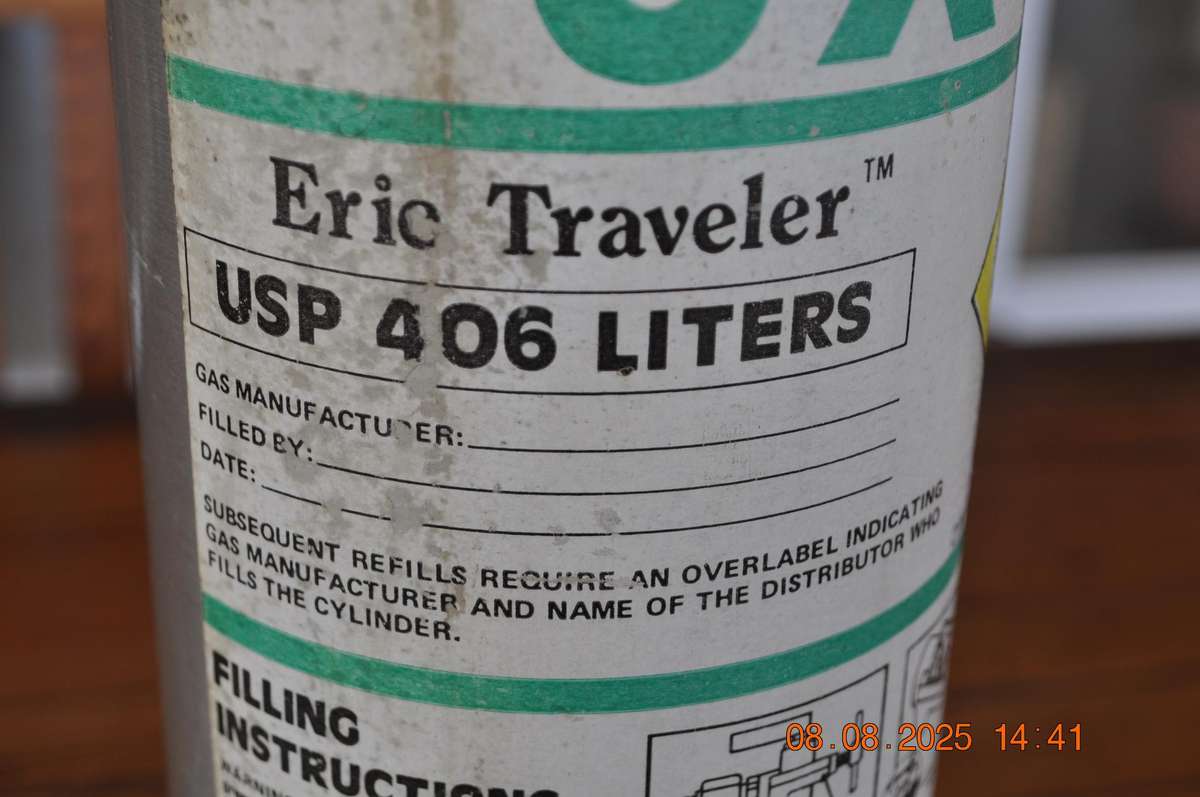 OX
Eric Traveler™
USP 406 LITERS
GAS MANUFACTURER:
FILLED BY:
DATE:
SUBSEQUENT REFILLS REQUIRE AN OVERLABEL INDICATING
GAS MANUFACTURER AND NAME OF THE DISTRIBUTOR WHO
FILLS THE CYLINDER.
FILLING
INSTRUCTIONS
08.08.2025 14:41